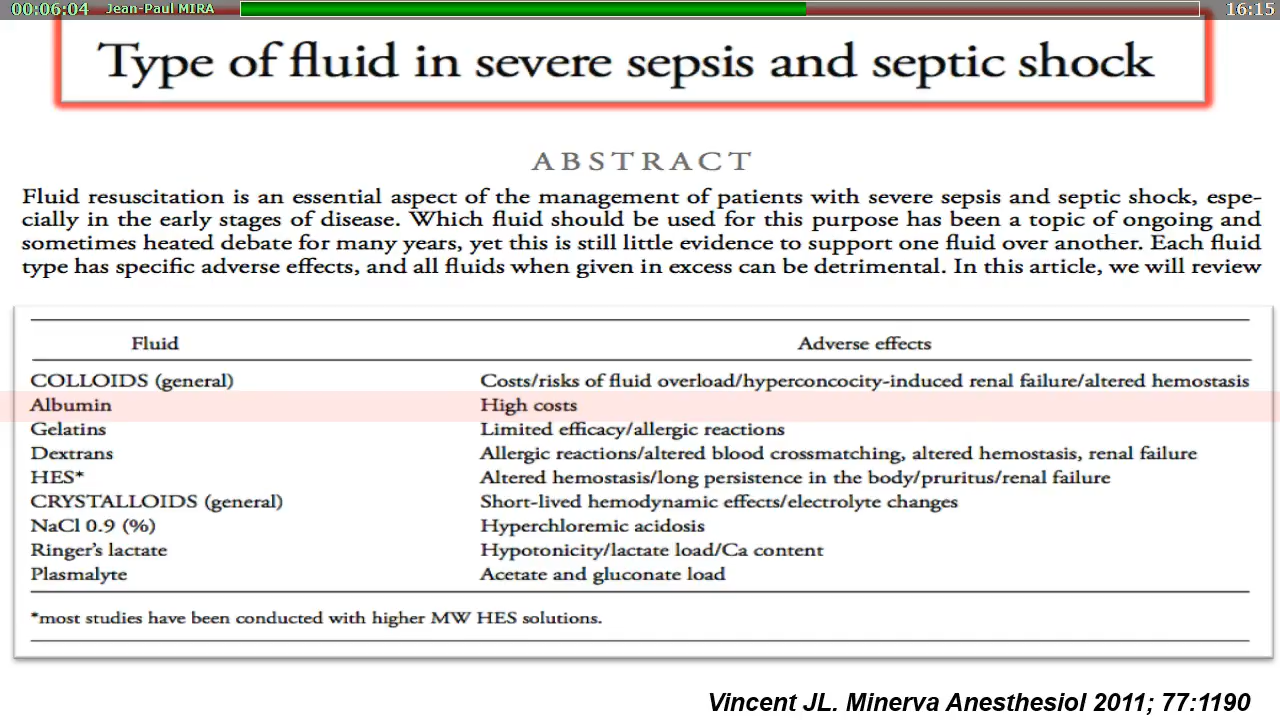 00:06:04 Jean-Paul MIRA 16:15
Type of fluid in severe sepsis and septic shock
ABSTRACT
Fluid resuscitation is an essential aspect of the management of patients with severe sepsis and septic shock, espe-
cially in the early stages of disease. Which fluid should be used for this purpose has been a topic of ongoing and
sometimes heated debate for many years, yet this is still little evidence to support one fluid over another. Each fluid
type has specific adverse effects, and all fluids when given in excess can be detrimental. In this article, we will review
Fluid Adverse effects
COLLOIDS (general) Costs/risks of fluid overload/hyperconcocity-induced renal failure/altered hemostasis
Albumin High costs
Gelatins Limited efficacy/allergic reactions
Dextrans Allergic reactions/altered blood crossmatching, altered hemostasis, renal failure
HES* Altered hemostasis/long persistence in the body/pruritus/renal failure
CRYSTALLOIDS (general) Short-lived hemodynamic effects/electrolyte changes
NaCl 0.9 (%) Hyperchloremic acidosis
Ringer's lactate Hypotonicity/lactate load/Ca content
Plasmalyte Acetate and gluconate load
*most studies have been conducted with higher MW HES solutions.
Vincent JL. Minerva Anesthesiol 2011; 77:1190